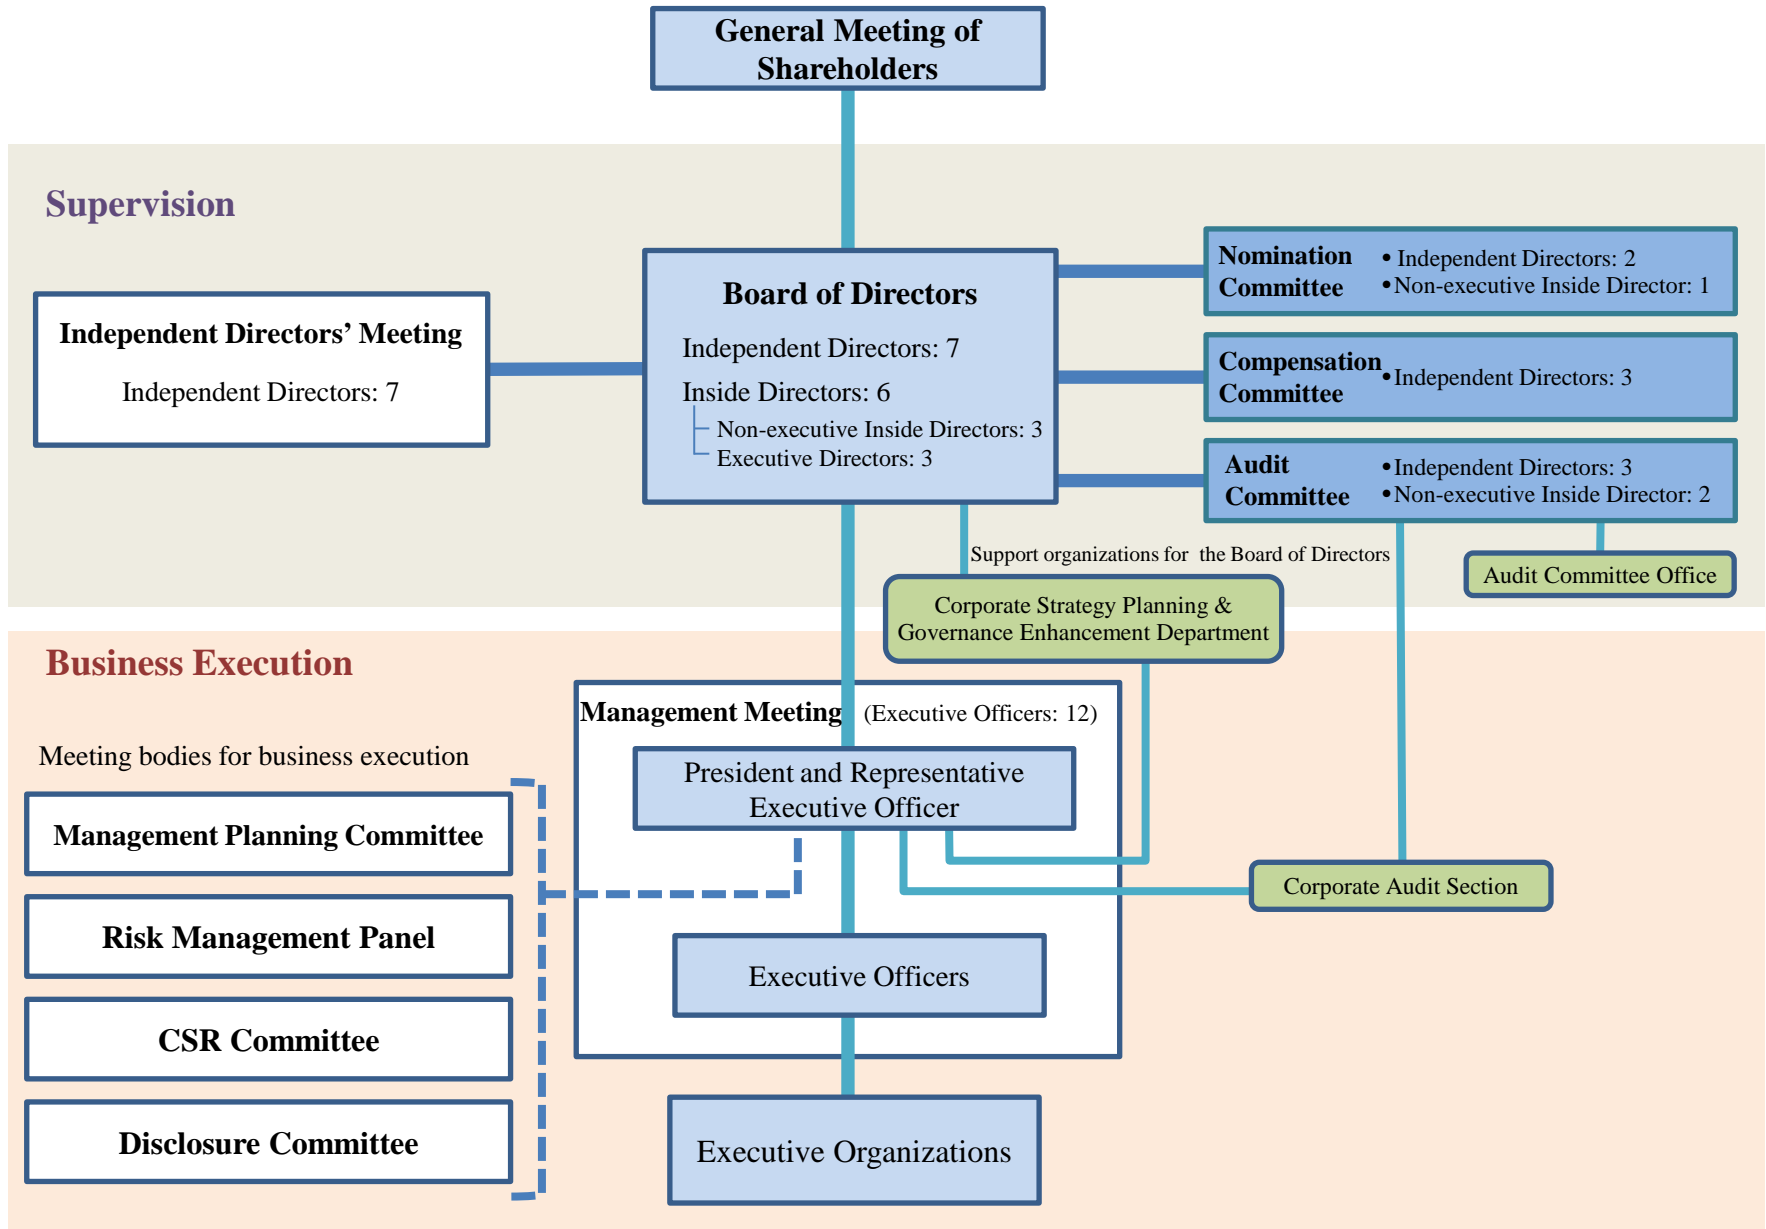 General Meeting of
Shareholders
Supervision
Independent Directors’ Meeting
Independent Directors: 7
Board of Directors
Independent Directors: 7
Inside Directors: 6
Non-executive Inside Directors: 3
Executive Directors: 3
Nomination
Committee
• Independent Directors: 2
• Non-executive Inside Director: 1
Compensation
Committee
• Independent Directors: 3
Audit
Committee
• Independent Directors: 3
• Non-executive Inside Director: 2
Support organizations for the Board of Directors
Audit Committee Office
Corporate Strategy Planning &
Governance Enhancement Department
Business Execution
Management Meeting (Executive Officers: 12)
Meeting bodies for business execution
President and Representative
Executive Officer
Management Planning Committee
Corporate Audit Section
Risk Management Panel
Executive Officers
CSR Committee
Disclosure Committee
Executive Organizations